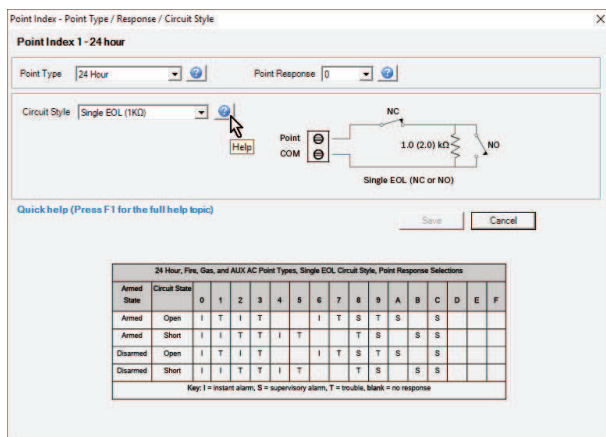 Point Index - Point Type / Response / Circuit Style
Point Index 1 - 24 hour
Point Type 24 Hour Point Response 0
Circuit Style Single EOL (1KΩ)
Help
NC
Point
COM
1.0 (2.0) kΩ
NO
Single EOL (NC or NO)
Quick help (Press F1 for the full help topic)
Save Cancel
24 Hour, Fire, Gas, and AUX AC Point Types, Single EOL Circuit Style, Point Response Selections
Armed State Circuit State 0 1 2 3 4 5 6 7 8 9 A B C D E F
Armed Open I T I T I T S T S S
Armed Short I I T T I T T S S S
Disarmed Open I T I T I T S T S S
Disarmed Short I I T T I T T S S S
Key: I = instant alarm, S = supervisory alarm, T = trouble, blank = no response